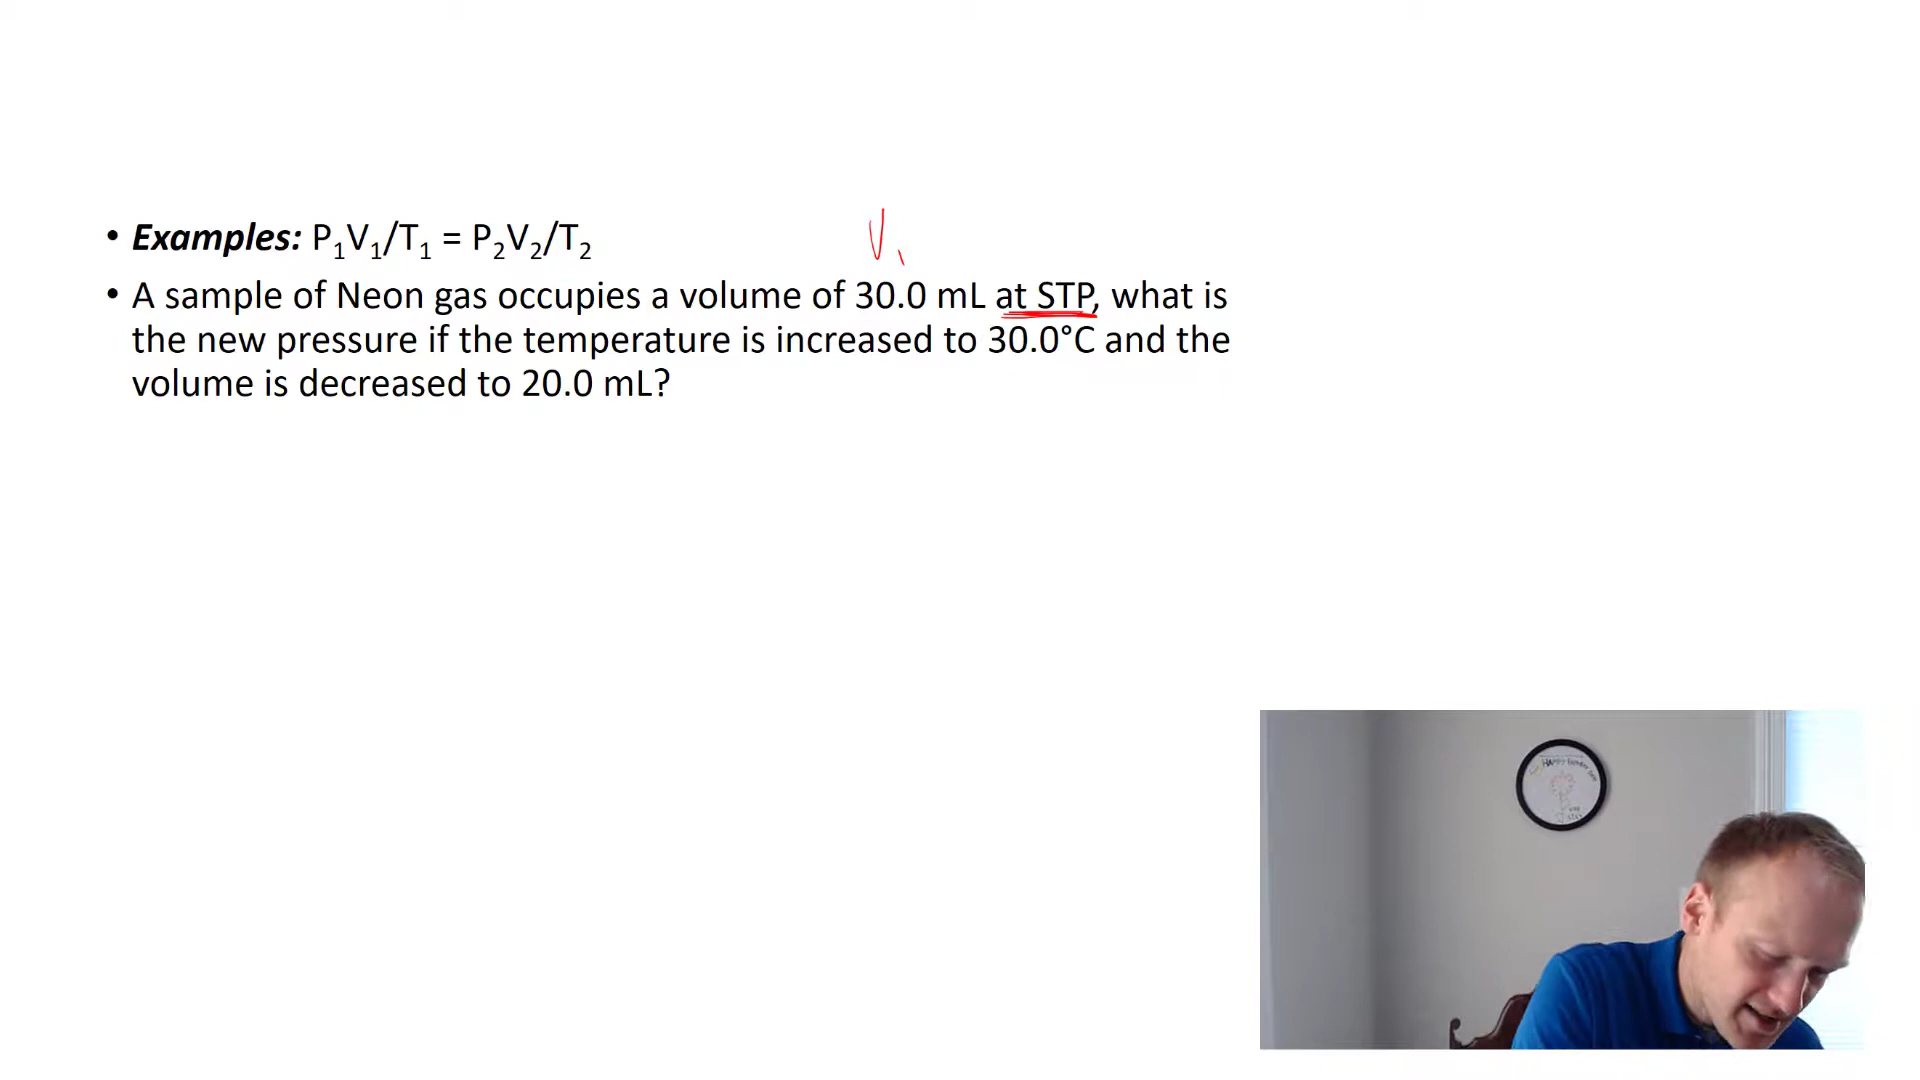 • Examples: P₁V₁/T₁ = P₂V₂/T₂
V₁
• A sample of Neon gas occupies a volume of 30.0 mL at STP, what is
the new pressure if the temperature is increased to 30.0°C and the
volume is decreased to 20.0 mL?
HAPPY